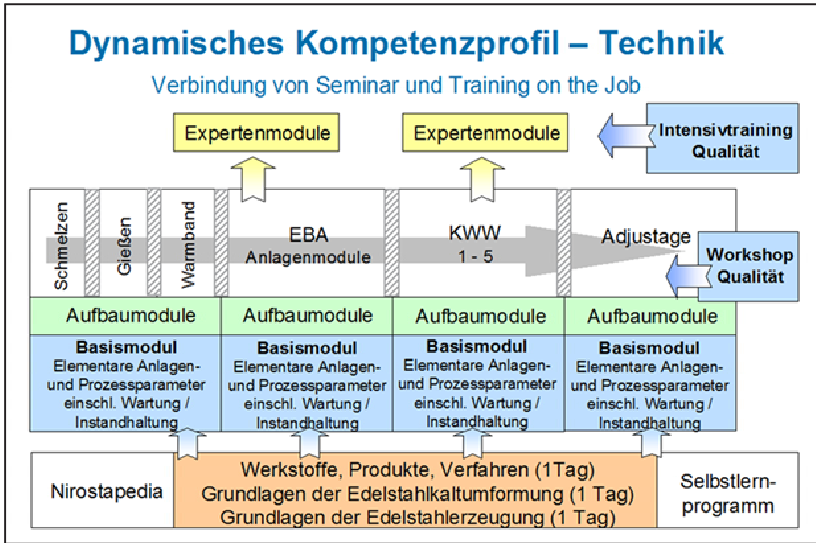 Dynamisches Kompetenzprofil – Technik
Verbindung von Seminar und Training on the Job
Expertenmodule
Expertenmodule
Intensivtraining
Qualität
Schmelzen
Gießen
Warmband
EBA
Anlagenmodule
KWW
1 - 5
Adjustage
Workshop
Qualität
Aufbaumodule
Aufbaumodule
Aufbaumodule
Aufbaumodule
Basismodul
Elementare Anlagen-
und Prozessparameter
einschl. Wartung /
Instandhaltung
Basismodul
Elementare Anlagen-
und Prozessparameter
einschl. Wartung /
Instandhaltung
Basismodul
Elementare Anlagen-
und Prozessparameter
einschl. Wartung /
Instandhaltung
Basismodul
Elementare Anlagen-
und Prozessparameter
einschl. Wartung /
Instandhaltung
Nirostapedia
Werkstoffe, Produkte, Verfahren (1Tag)
Grundlagen der Edelstahlkaltumformung (1 Tag)
Grundlagen der Edelstahlerzeugung (1 Tag)
Selbstlern-
programm